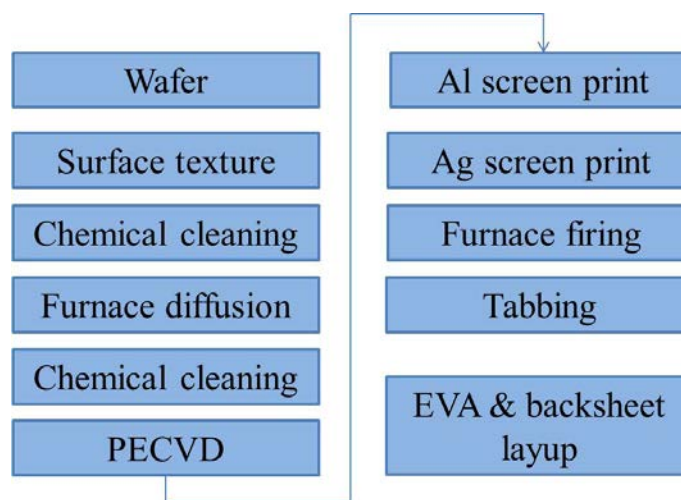 Wafer
Surface texture
Chemical cleaning
Furnace diffusion
Chemical cleaning
PECVD
Al screen print
Ag screen print
Furnace firing
Tabbing
EVA & backsheet
layup